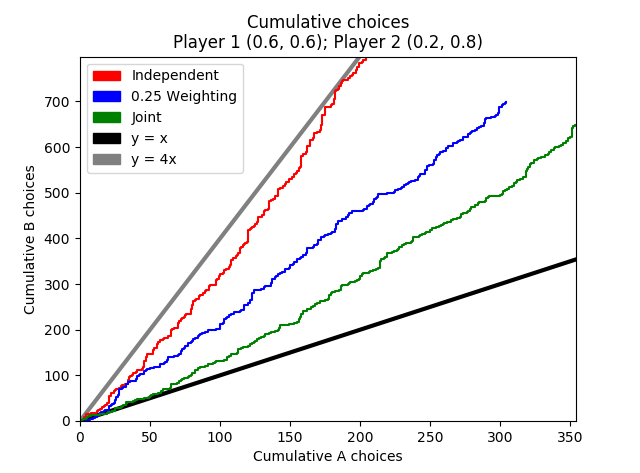 Cumulative choices
Player 1 (0.6, 0.6); Player 2 (0.2, 0.8)
Independent
0.25 Weighting
Joint
y = x
y = 4x
700
600
500
400
300
200
100
0
Cumulative B choices
0 50 100 150 200 250 300 350
Cumulative A choices